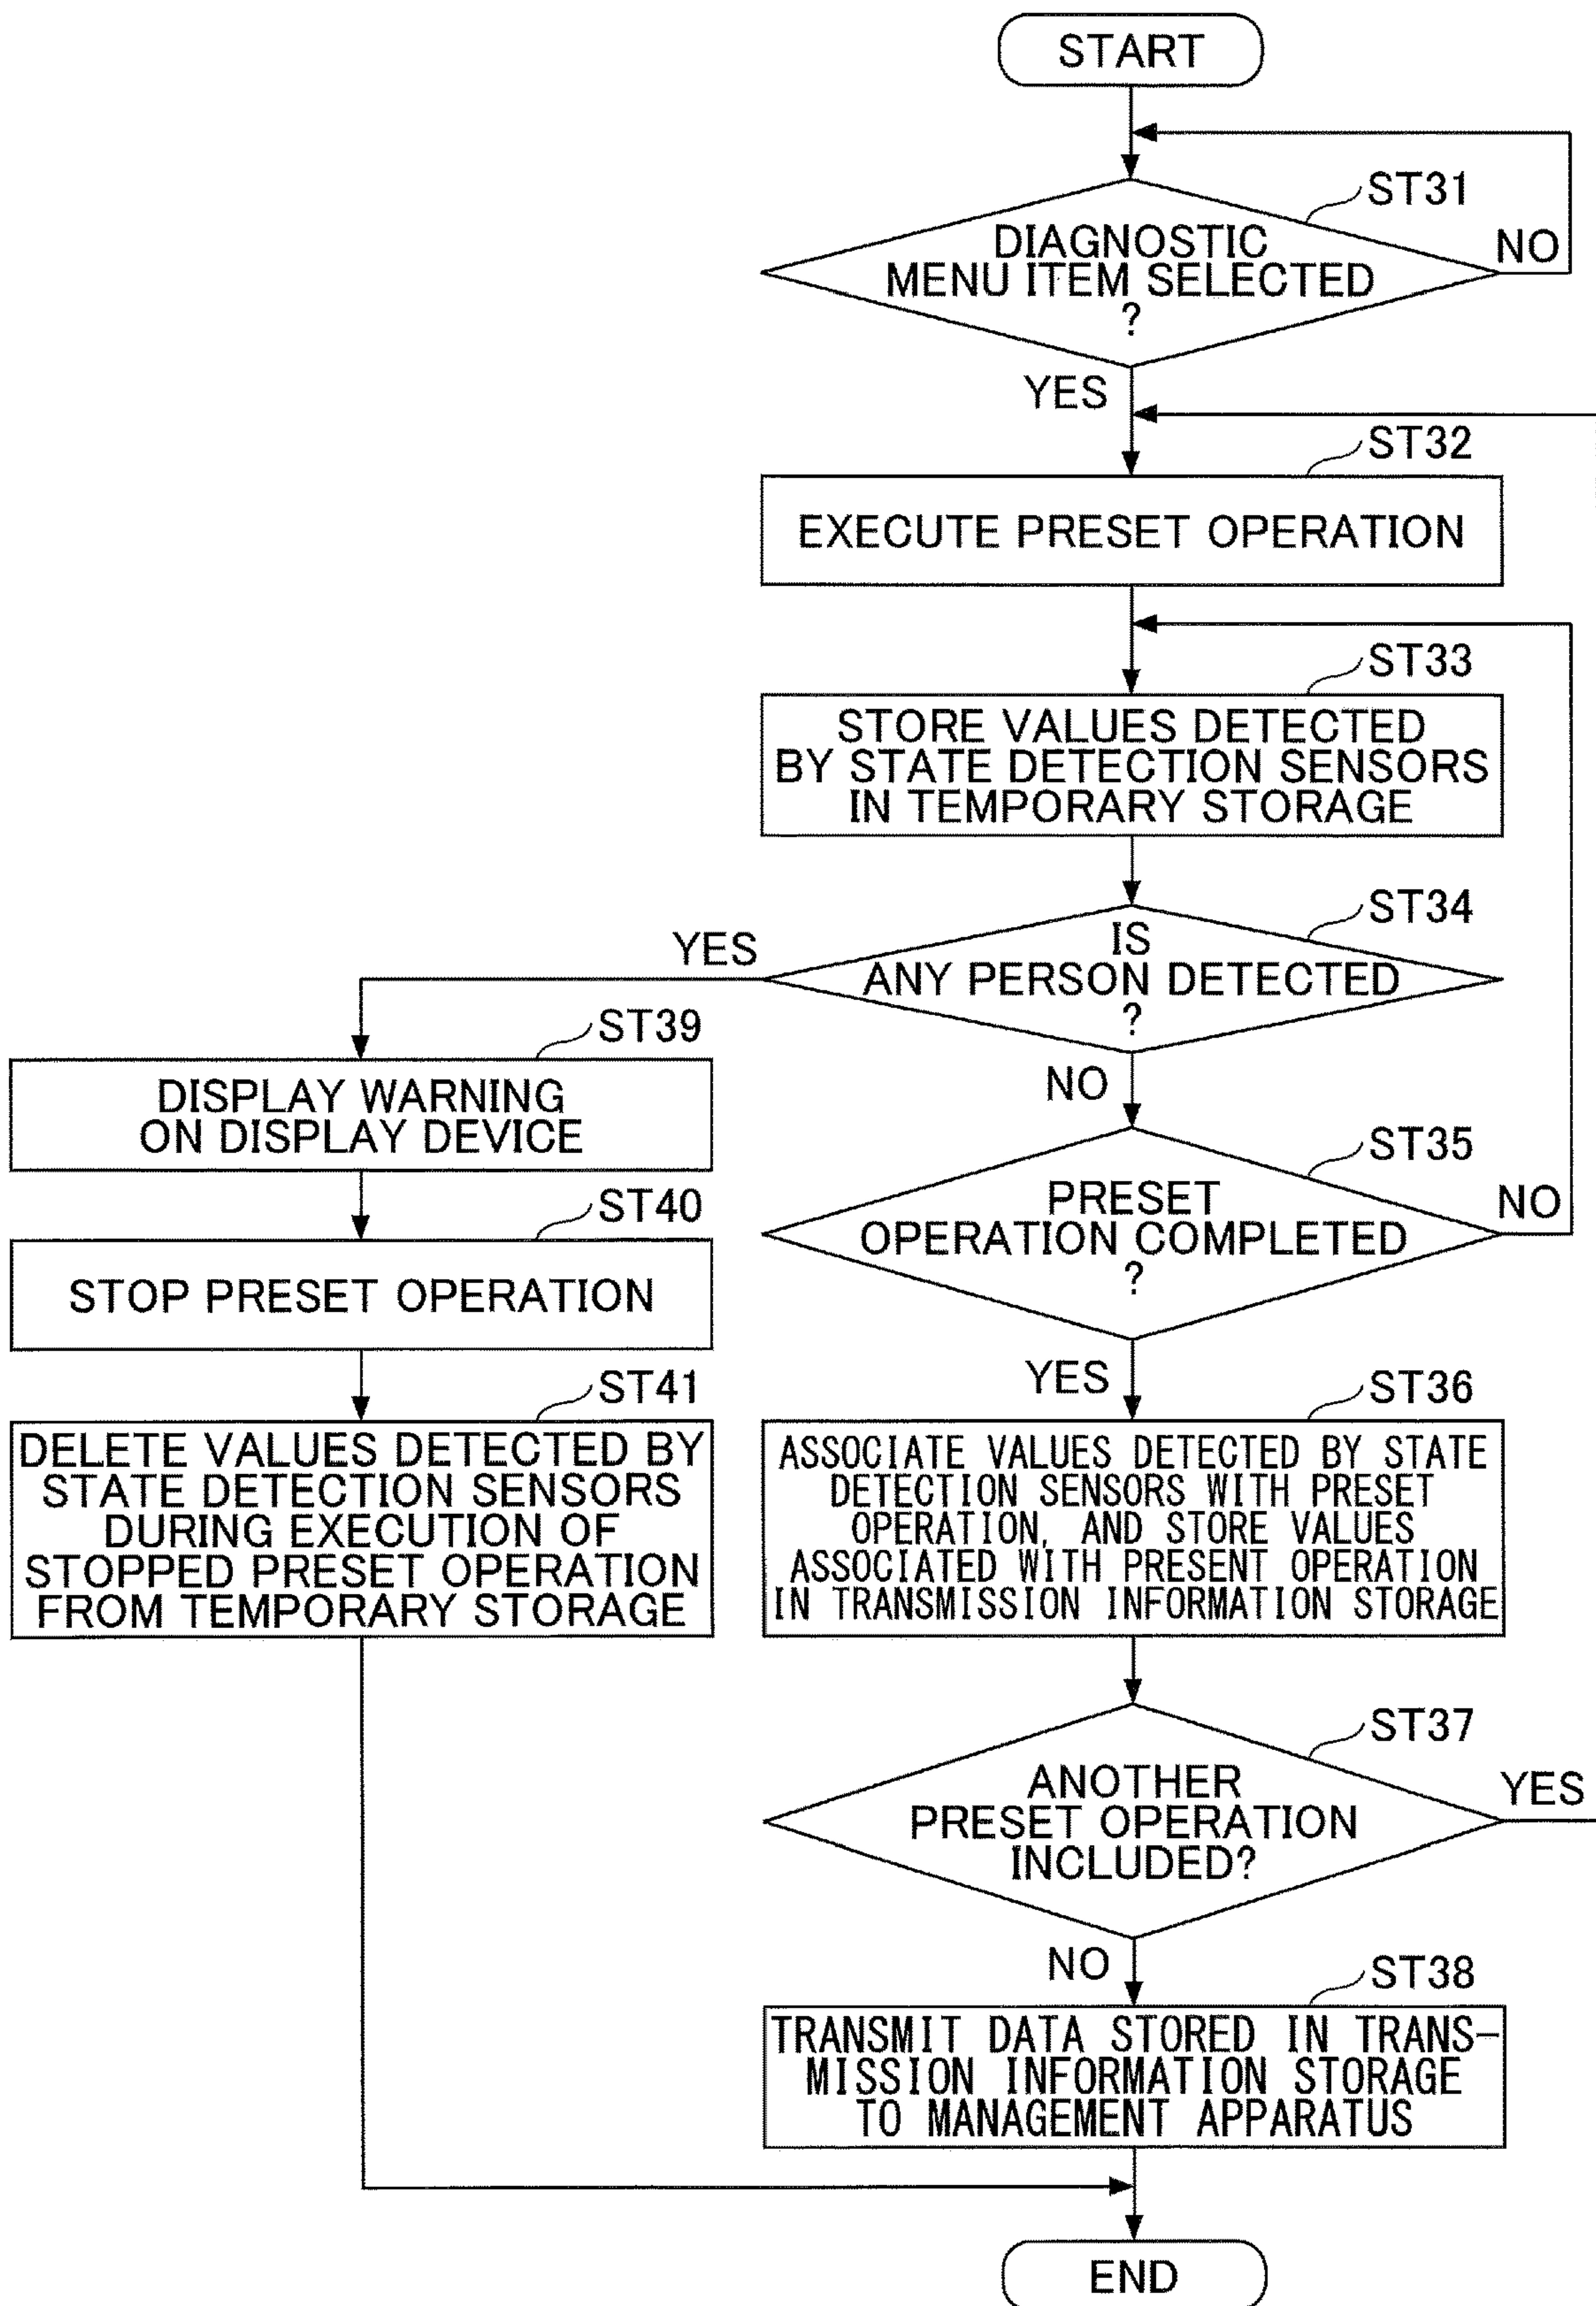 START
ST31
DIAGNOSTIC
MENU ITEM SELECTED
?
NO
YES
ST32
EXECUTE PRESET OPERATION
ST33
STORE VALUES DETECTED
BY STATE DETECTION SENSORS
IN TEMPORARY STORAGE
ST34
IS
ANY PERSON DETECTED
?
YES
NO
ST39
DISPLAY WARNING
ON DISPLAY DEVICE
ST40
STOP PRESET OPERATION
ST41
DELETE VALUES DETECTED BY
STATE DETECTION SENSORS
DURING EXECUTION OF
STOPPED PRESET OPERATION
FROM TEMPORARY STORAGE
ST35
PRESET
OPERATION COMPLETED
?
NO
YES
ST36
ASSOCIATE VALUES DETECTED BY STATE
DETECTION SENSORS WITH PRESET
OPERATION, AND STORE VALUES
ASSOCIATED WITH PRESENT OPERATION
IN TRANSMISSION INFORMATION STORAGE
ST37
ANOTHER
PRESET OPERATION
INCLUDED?
YES
NO
ST38
TRANSMIT DATA STORED IN TRANS-
MISSION INFORMATION STORAGE
TO MANAGEMENT APPARATUS
END